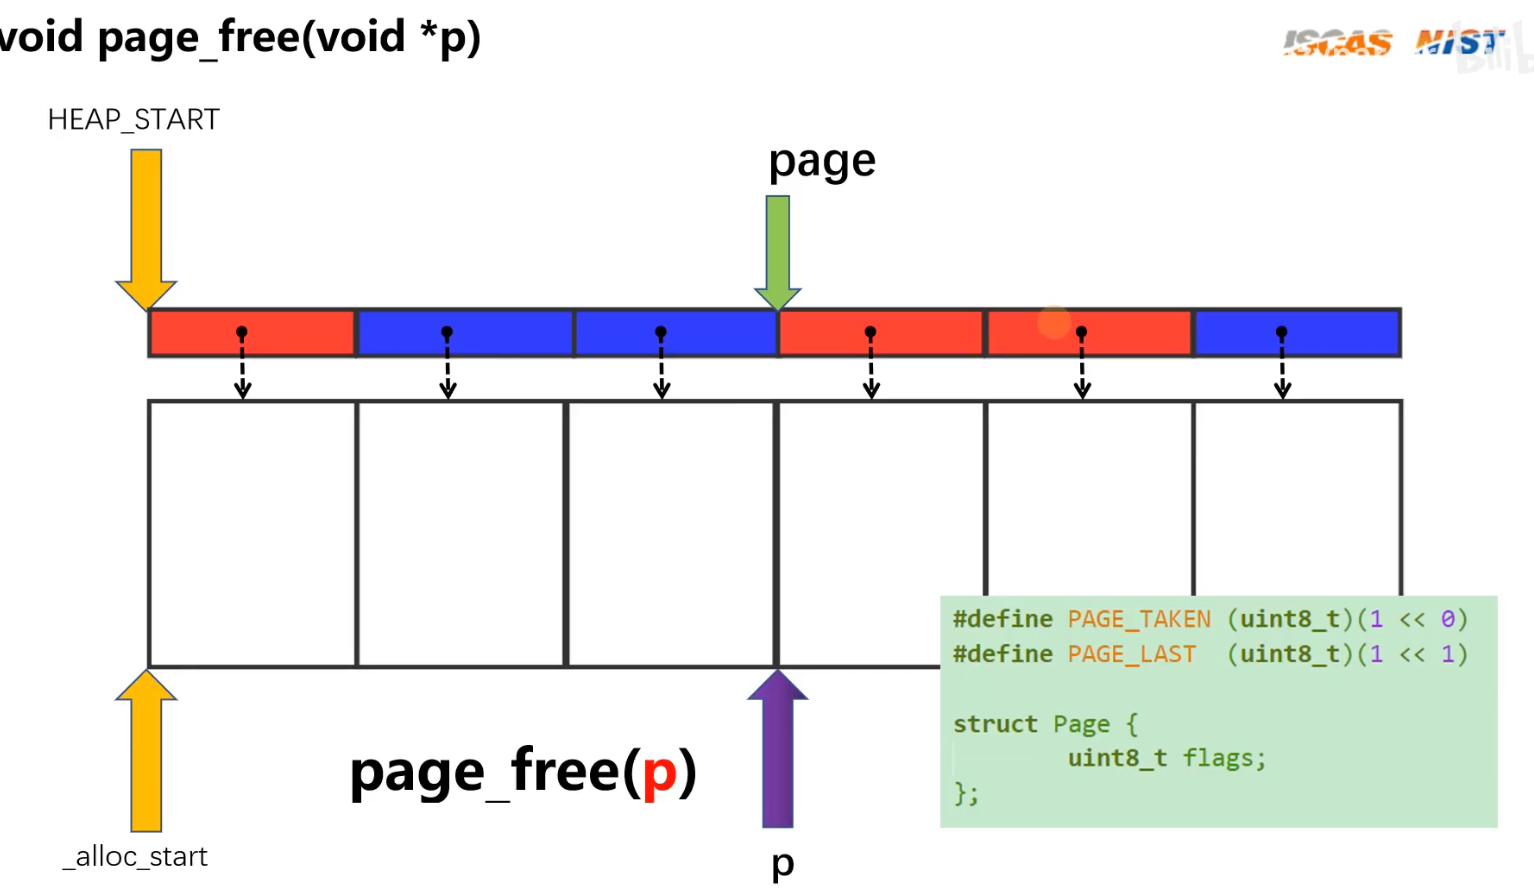 void page_free(void *p)
ISCAS NIST
HEAP_START
page
#define PAGE_TAKEN (uint8_t)(1 << 0)
#define PAGE_LAST (uint8_t)(1 << 1)
struct Page {
uint8_t flags;
};
page_free(p)
_alloc_start
p